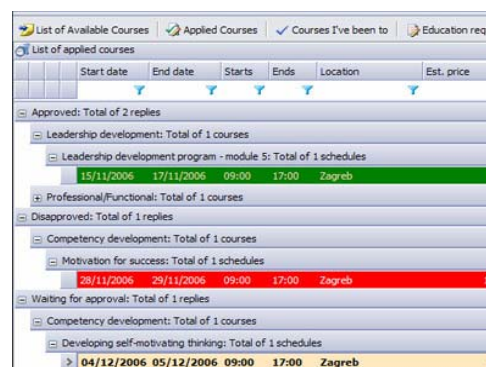 List of Available Courses Applied Courses Courses I've been to Education req
List of applied courses
Start date End date Starts Ends Location Est. price
Approved: Total of 2 replies
Leadership development: Total of 1 courses
Leadership development program - module 5: Total of 1 schedules
15/11/2006 17/11/2006 09:00 17:00 Zagreb
Professional/Functional: Total of 1 courses
Disapproved: Total of 1 replies
Competency development: Total of 1 courses
Motivation for success: Total of 1 schedules
28/11/2006 29/11/2006 09:00 17:00 Zagreb
Waiting for approval: Total of 1 replies
Competency development: Total of 1 courses
Developing self-motivating thinking: Total of 1 schedules
04/12/2006 05/12/2006 09:00 17:00 Zagreb